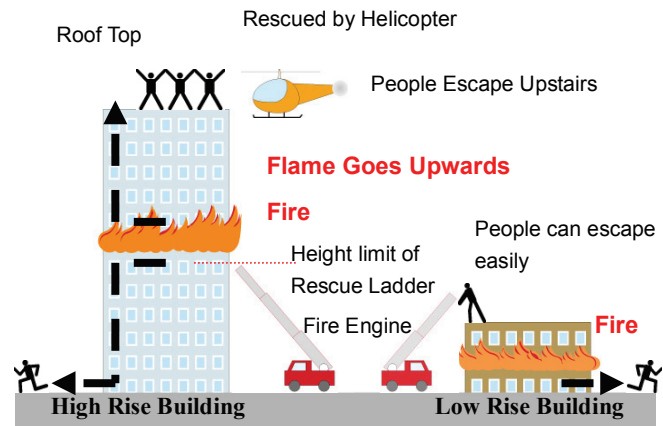 Rescued by Helicopter
Roof Top
People Escape Upstairs
Flame Goes Upwards
Fire
People can escape
easily
Height limit of
Rescue Ladder
Fire Engine
Fire
High Rise Building
Low Rise Building